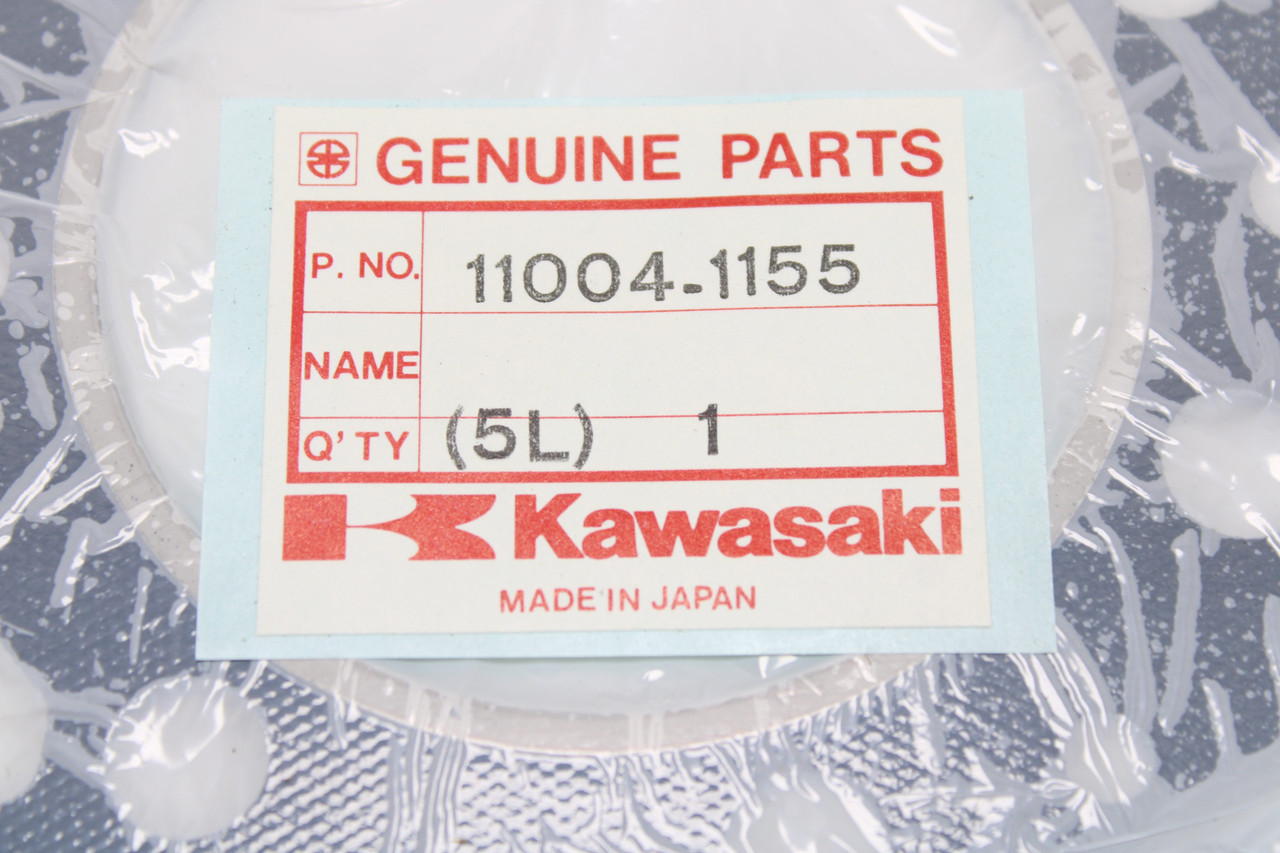 GENUINE PARTS
P. NO. 11004-1155
NAME
Q'TY (5L) 1
Kawasaki
MADE IN JAPAN